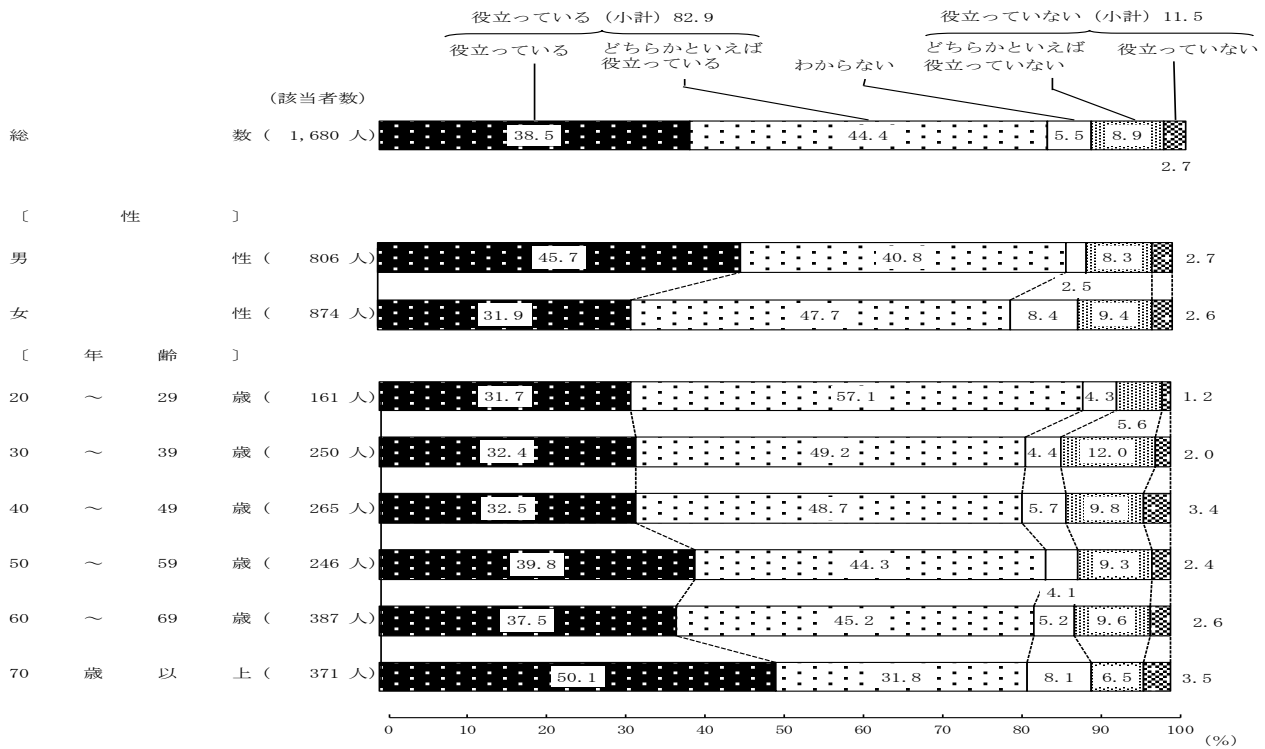 役立っている（小計）82.9 役立っていない（小計）11.5
役立っている どちらかといえば役立っている わからない どちらかといえば役立っていない 役立っていない
（該当者数）
総数（ 1,680 人） 38.5 44.4 5.5 8.9
2.7
〔 性 〕
男性（ 806 人） 45.7 40.8 8.3 2.7
2.5
女性（ 874 人） 31.9 47.7 8.4 9.4 2.6
〔 年齢 〕
20 ～ 29 歳（ 161 人） 31.7 57.1 4.3 1.2
5.6
30 ～ 39 歳（ 250 人） 32.4 49.2 4.4 12.0 2.0
40 ～ 49 歳（ 265 人） 32.5 48.7 5.7 9.8 3.4
50 ～ 59 歳（ 246 人） 39.8 44.3 9.3 2.4
4.1
60 ～ 69 歳（ 387 人） 37.5 45.2 5.2 9.6 2.6
70 歳以上（ 371 人） 50.1 31.8 8.1 6.5 3.5
0 10 20 30 40 50 60 70 80 90 100
(%)